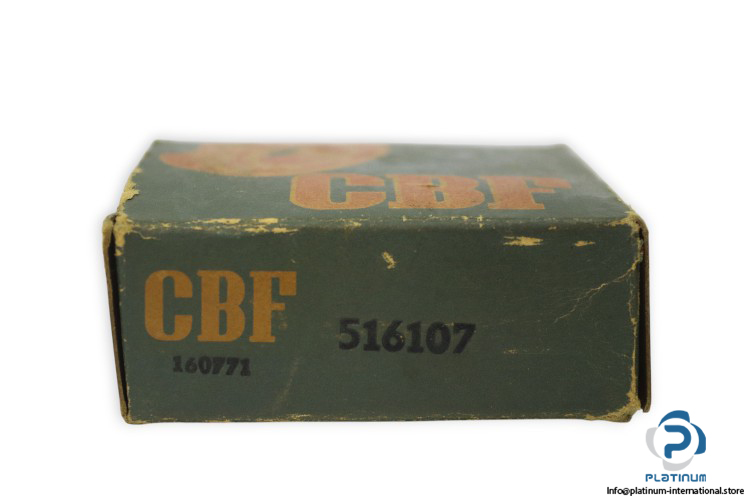 CBF
CBF
516107
160771
PLATINUM
Info@platinum-international.store